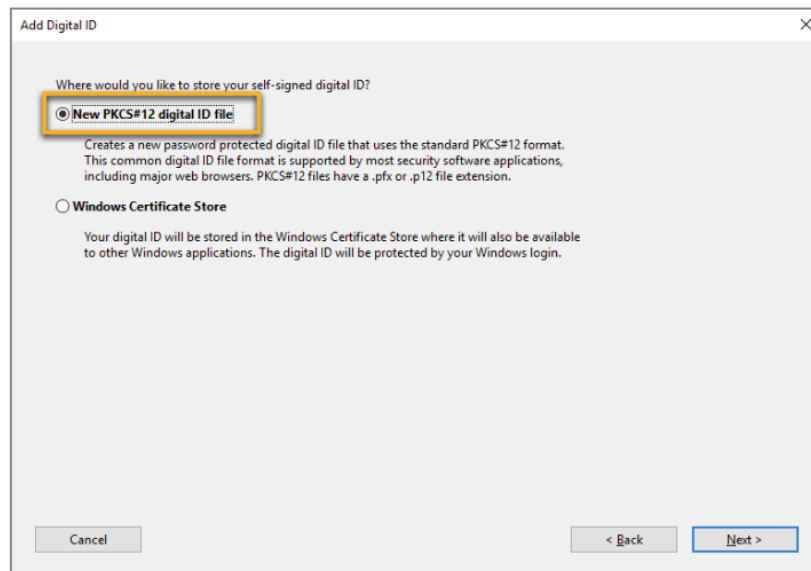 Add Digital ID
Where would you like to store your self-signed digital ID?
New PKCS#12 digital ID file
Creates a new password protected digital ID file that uses the standard PKCS#12 format.
This common digital ID file format is supported by most security software applications,
including major web browsers. PKCS#12 files have a .pfx or .p12 file extension.
Windows Certificate Store
Your digital ID will be stored in the Windows Certificate Store where it will also be available
to other Windows applications. The digital ID will be protected by your Windows login.
Cancel < Back Next >